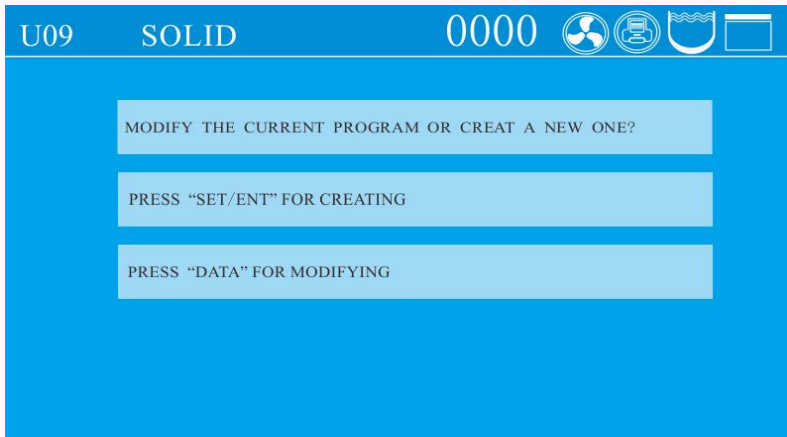 U09 SOLID 0000
MODIFY THE CURRENT PROGRAM OR CREAT A NEW ONE?
PRESS “SET/ENT” FOR CREATING
PRESS “DATA” FOR MODIFYING